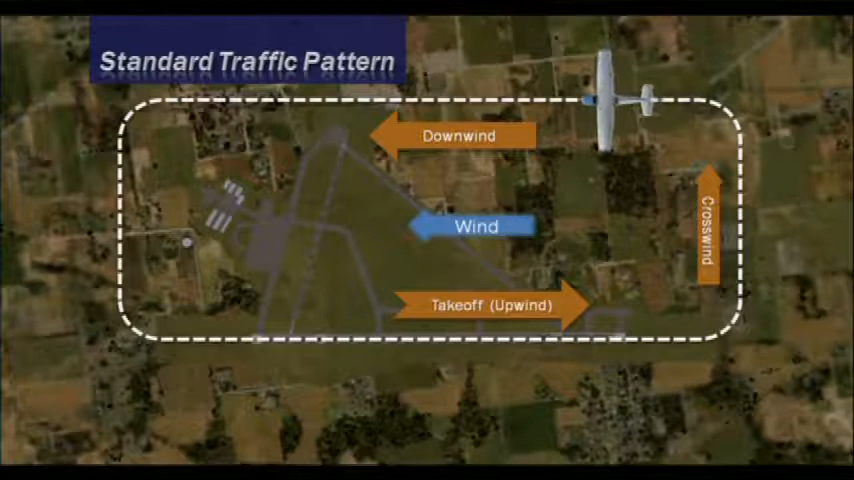 Standard Traffic Pattern
Downwind
Crosswind
Wind
Takeoff (Upwind)